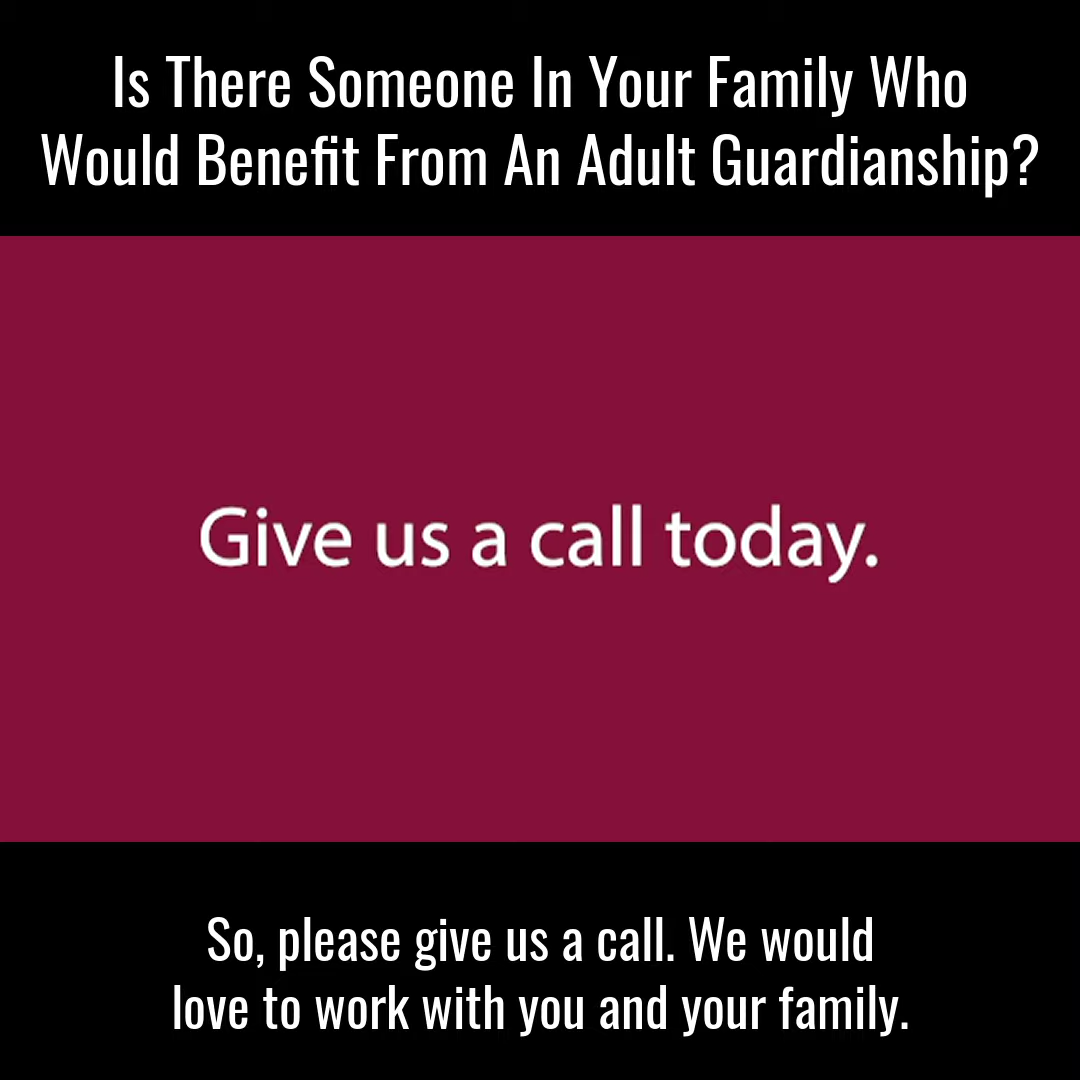 Is There Someone In Your Family Who
Would Benefit From An Adult Guardianship?
Give us a call today.
So, please give us a call. We would
love to work with you and your family.